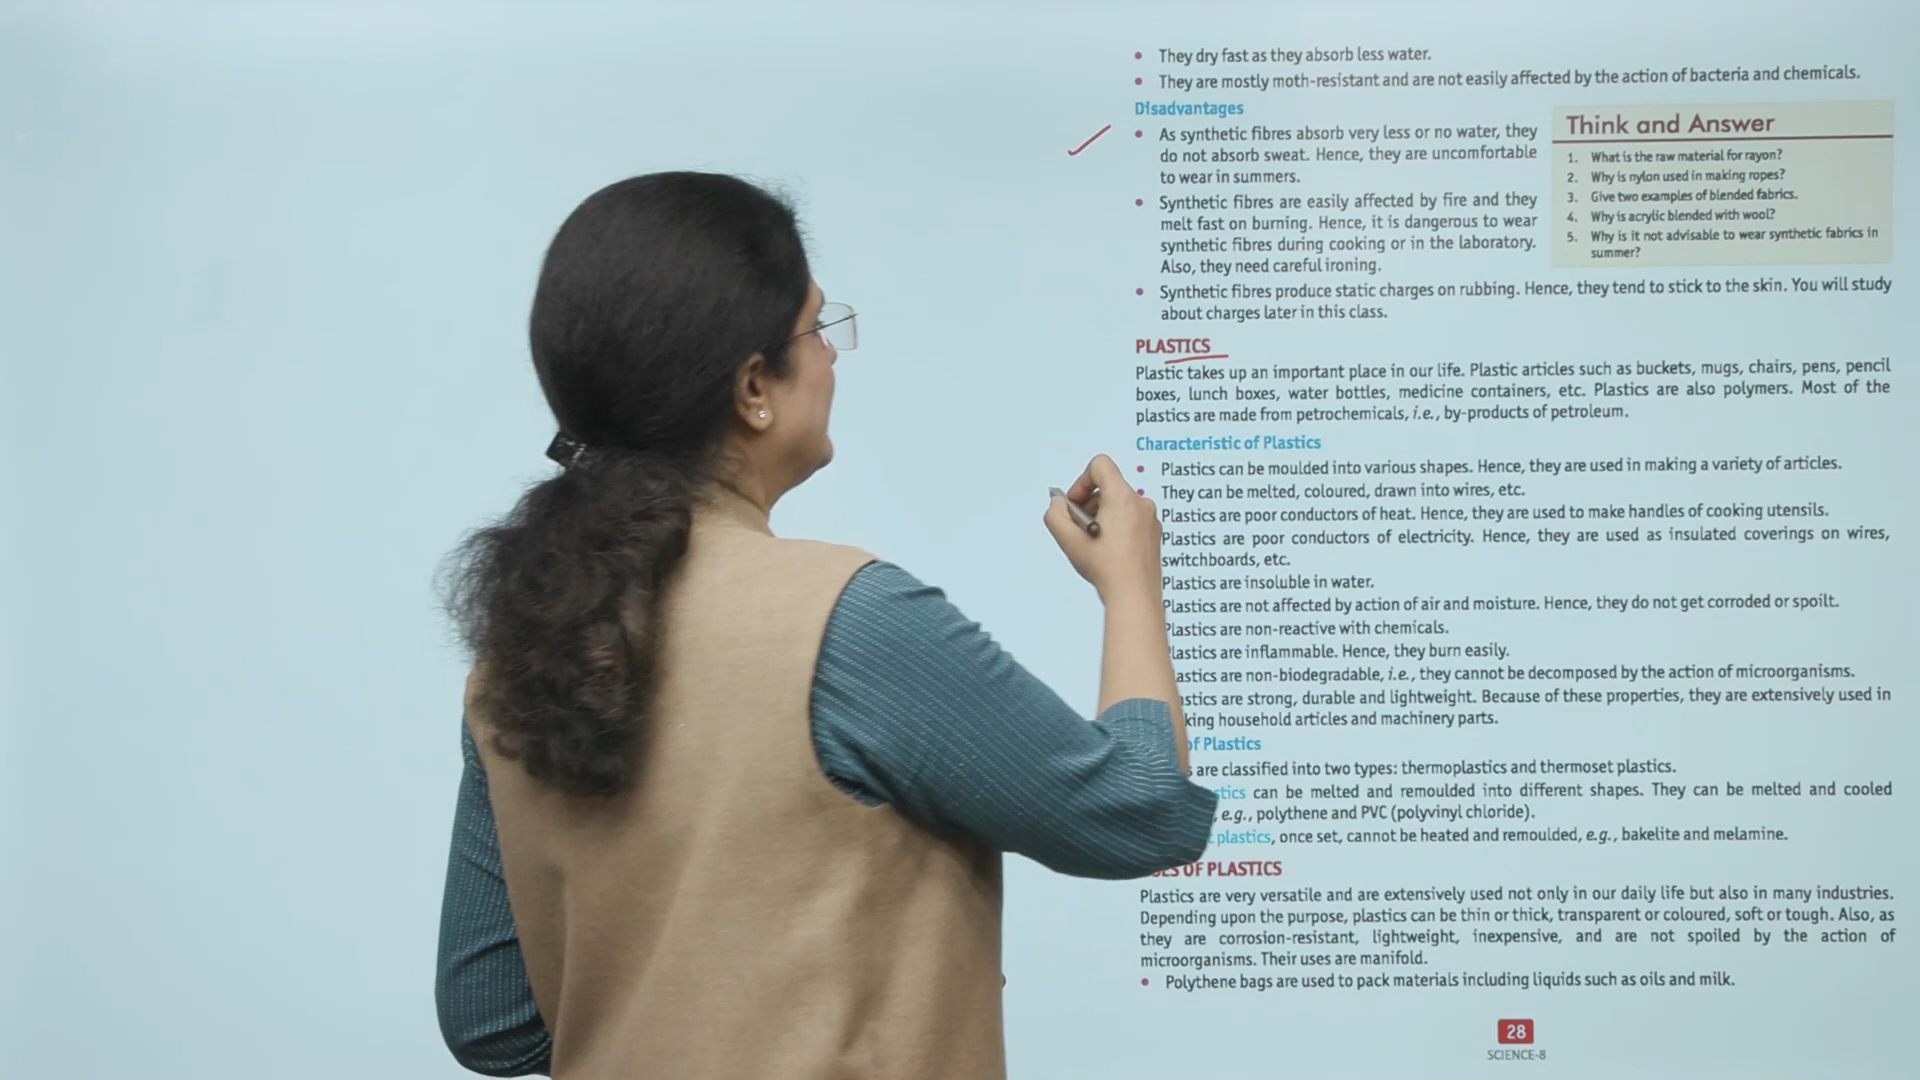 They dry fast as they absorb less water.
They are mostly moth-resistant and are not easily affected by the action of bacteria and chemicals.
Disadvantages
As synthetic fibres absorb very less or no water, they
do not absorb sweat. Hence, they are uncomfortable
to wear in summers.
Synthetic fibres are easily affected by fire and they
melt fast on burning. Hence, it is dangerous to wear
synthetic fibres during cooking or in the laboratory.
Also, they need careful ironing.
Think and Answer
1. What is the raw material for rayon?
2. Why is nylon used in making ropes?
3. Give two examples of blended fabrics.
4. Why is acrylic blended with wool?
5. Why is it not advisable to wear synthetic fabrics in
summer?
Synthetic fibres produce static charges on rubbing. Hence, they tend to stick to the skin. You will study
about charges later in this class.
PLASTICS
Plastic takes up an important place in our life. Plastic articles such as buckets, mugs, chairs, pens, pencil
boxes, lunch boxes, water bottles, medicine containers, etc. Plastics are also polymers. Most of the
plastics are made from petrochemicals, i.e., by-products of petroleum.
Characteristic of Plastics
Plastics can be moulded into various shapes. Hence, they are used in making a variety of articles.
They can be melted, coloured, drawn into wires, etc.
Plastics are poor conductors of heat. Hence, they are used to make handles of cooking utensils.
Plastics are poor conductors of electricity. Hence, they are used as insulated coverings on wires,
switchboards, etc.
Plastics are insoluble in water.
Plastics are not affected by action of air and moisture. Hence, they do not get corroded or spoilt.
Plastics are non-reactive with chemicals.
lastics are inflammable. Hence, they burn easily.
astics are non-biodegradable, i.e., they cannot be decomposed by the action of microorganisms.
stics are strong, durable and lightweight. Because of these properties, they are extensively used in
king household articles and machinery parts.
of Plastics
s are classified into two types: thermoplastics and thermoset plastics.
stics can be melted and remoulded into different shapes. They can be melted and cooled
, e.g., polythene and PVC (polyvinyl chloride).
plastics, once set, cannot be heated and remoulded, e.g., bakelite and melamine.
OF PLASTICS
Plastics are very versatile and are extensively used not only in our daily life but also in many industries.
Depending upon the purpose, plastics can be thin or thick, transparent or coloured, soft or tough. Also, as
they are corrosion-resistant, lightweight, inexpensive, and are not spoiled by the action of
microorganisms. Their uses are manifold.
Polythene bags are used to pack materials including liquids such as oils and milk.
28
SCIENCE-8